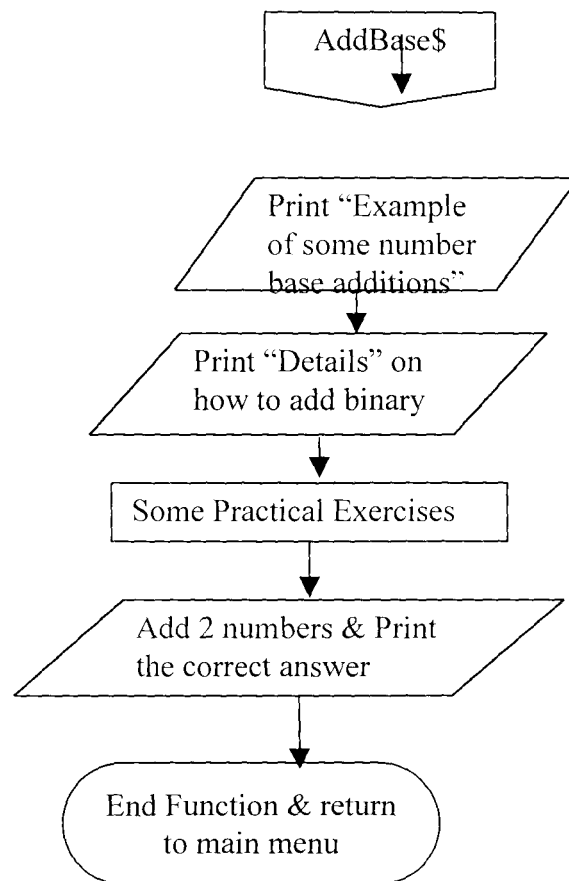 AddBase$
Print “Example
of some number
base additions”
Print “Details” on
how to add binary
Some Practical Exercises
Add 2 numbers & Print
the correct answer
End Function & return
to main menu